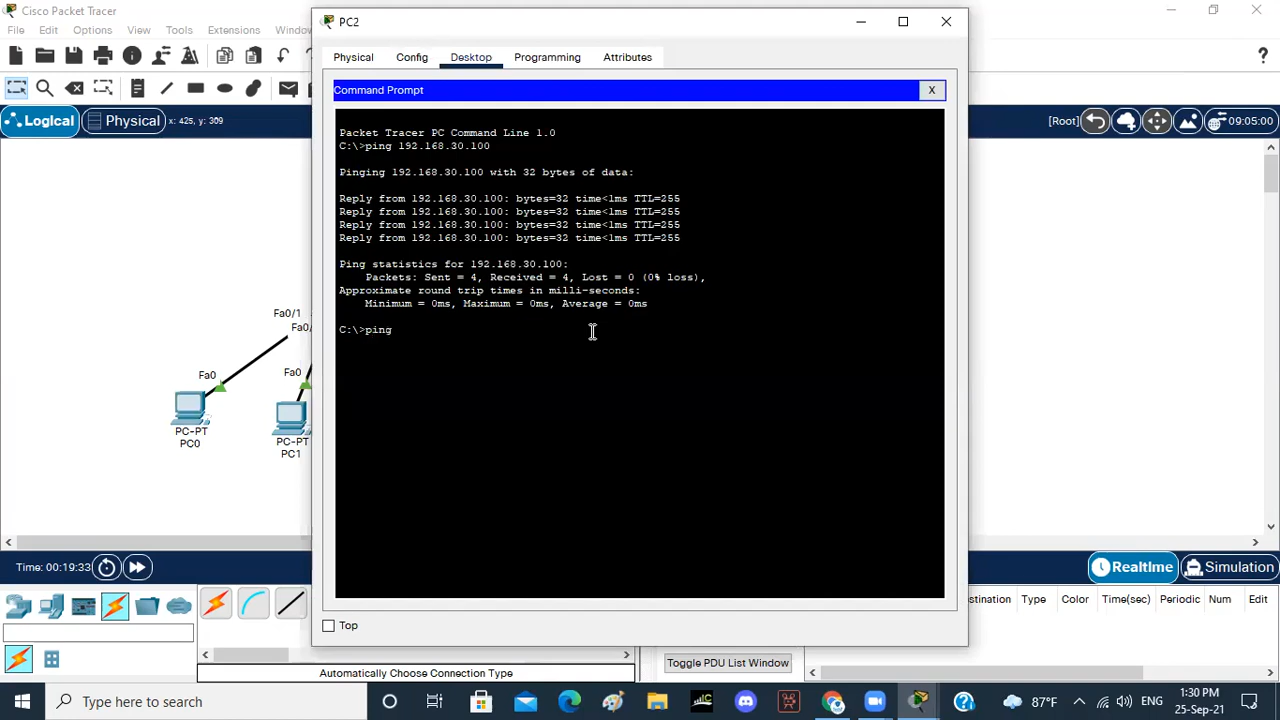 Cisco Packet Tracer
File Edit View Options Tools Extensions Window
PC2
Physical Config Desktop Programming Attributes
Command Prompt
X
Logical Physical x: 425, y: 309
[Root] 09:05:00
Packet Tracer PC Command Line 1.0
C:\>ping 192.168.30.100
Pinging 192.168.30.100 with 32 bytes of data:
Reply from 192.168.30.100: bytes=32 time<1ms TTL=255
Reply from 192.168.30.100: bytes=32 time<1ms TTL=255
Reply from 192.168.30.100: bytes=32 time<1ms TTL=255
Reply from 192.168.30.100: bytes=32 time<1ms TTL=255
Ping statistics for 192.168.30.100:
Packets: Sent = 4, Received = 4, Lost = 0 (0% loss),
Approximate round trip times in milli-seconds:
Minimum = 0ms, Maximum = 0ms, Average = 0ms
C:\>ping
Fa0/1
Fa0/
Fa0
Fa0
PC-PT
PC0
PC-PT
PC1
Time: 00:19:33
Realtime Simulation
Top
stination Type Color Time(sec) Periodic Num Edit
Automatically Choose Connection Type
Toggle PDU List Window
Type here to search
87°F
ENG
1:30 PM
25-Sep-21